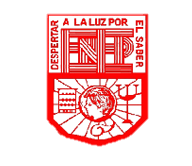 DESPERTAR A LA LUZ POR EL SABER
ENP